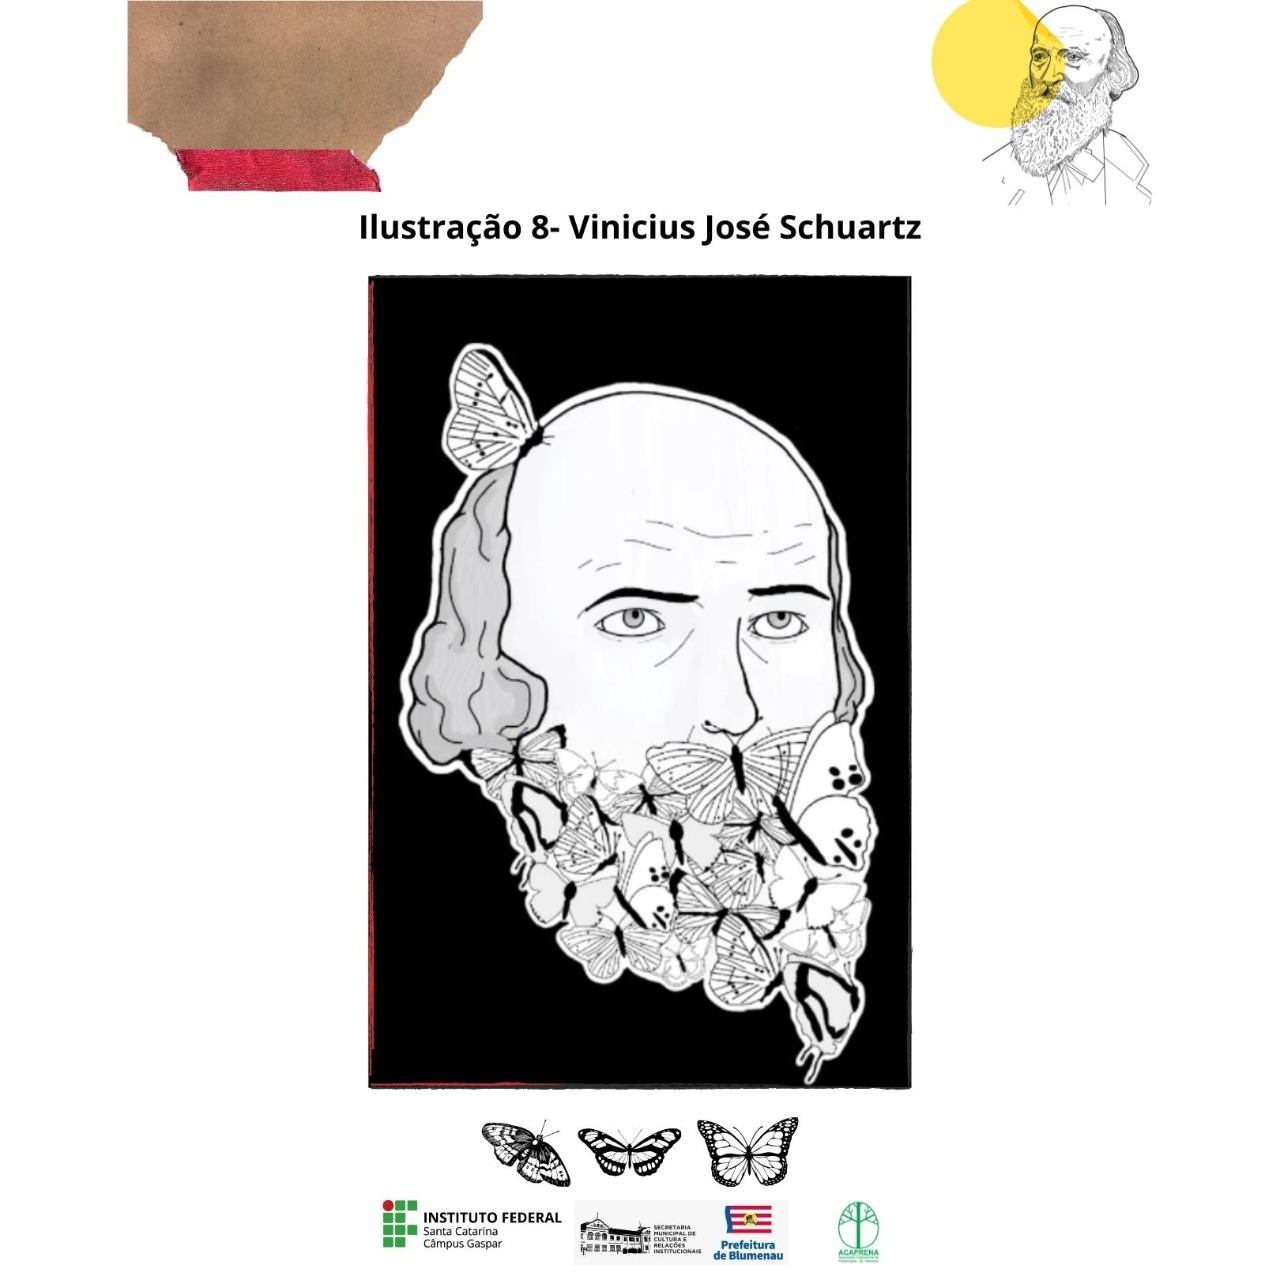 Ilustração 8- Vinicius José Schuartz
INSTITUTO FEDERAL
Santa Catarina
Câmpus Gaspar
SECRETARIA
MUNICIPAL DE
CULTURA E
RELAÇÕES
INSTITUCIONAIS
Prefeitura
de Blumenau
ACAPRENA